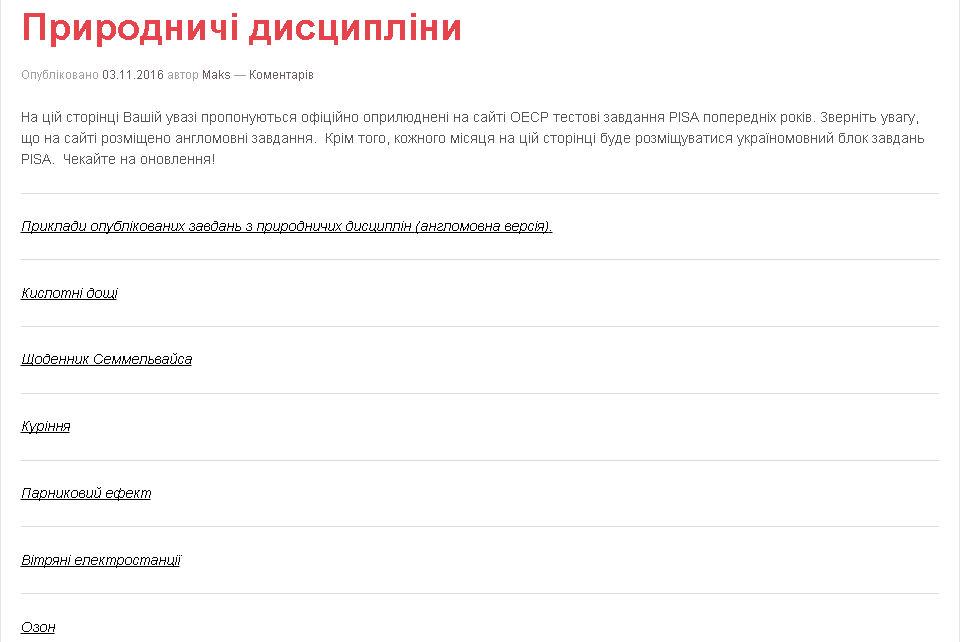 Природничі дисципліни
Опубліковано 03.11.2016 автор Maks — Коментарів
На цій сторінці Вашій увазі пропонуються офіційно оприлюднені на сайті ОЕСР тестові завдання PISA попередніх років. Зверніть увагу,
що на сайті розміщено англомовні завдання.  Крім того, кожного місяця на цій сторінці буде розміщуватися україномовний блок завдань
PISA.  Чекайте на оновлення!
Приклади опублікованих завдань з природничих дисциплін (англомовна версія).
Кислотні дощі
Щоденник Семмельвайса
Куріння
Парниковий ефект
Вітряні електростанції
Озон